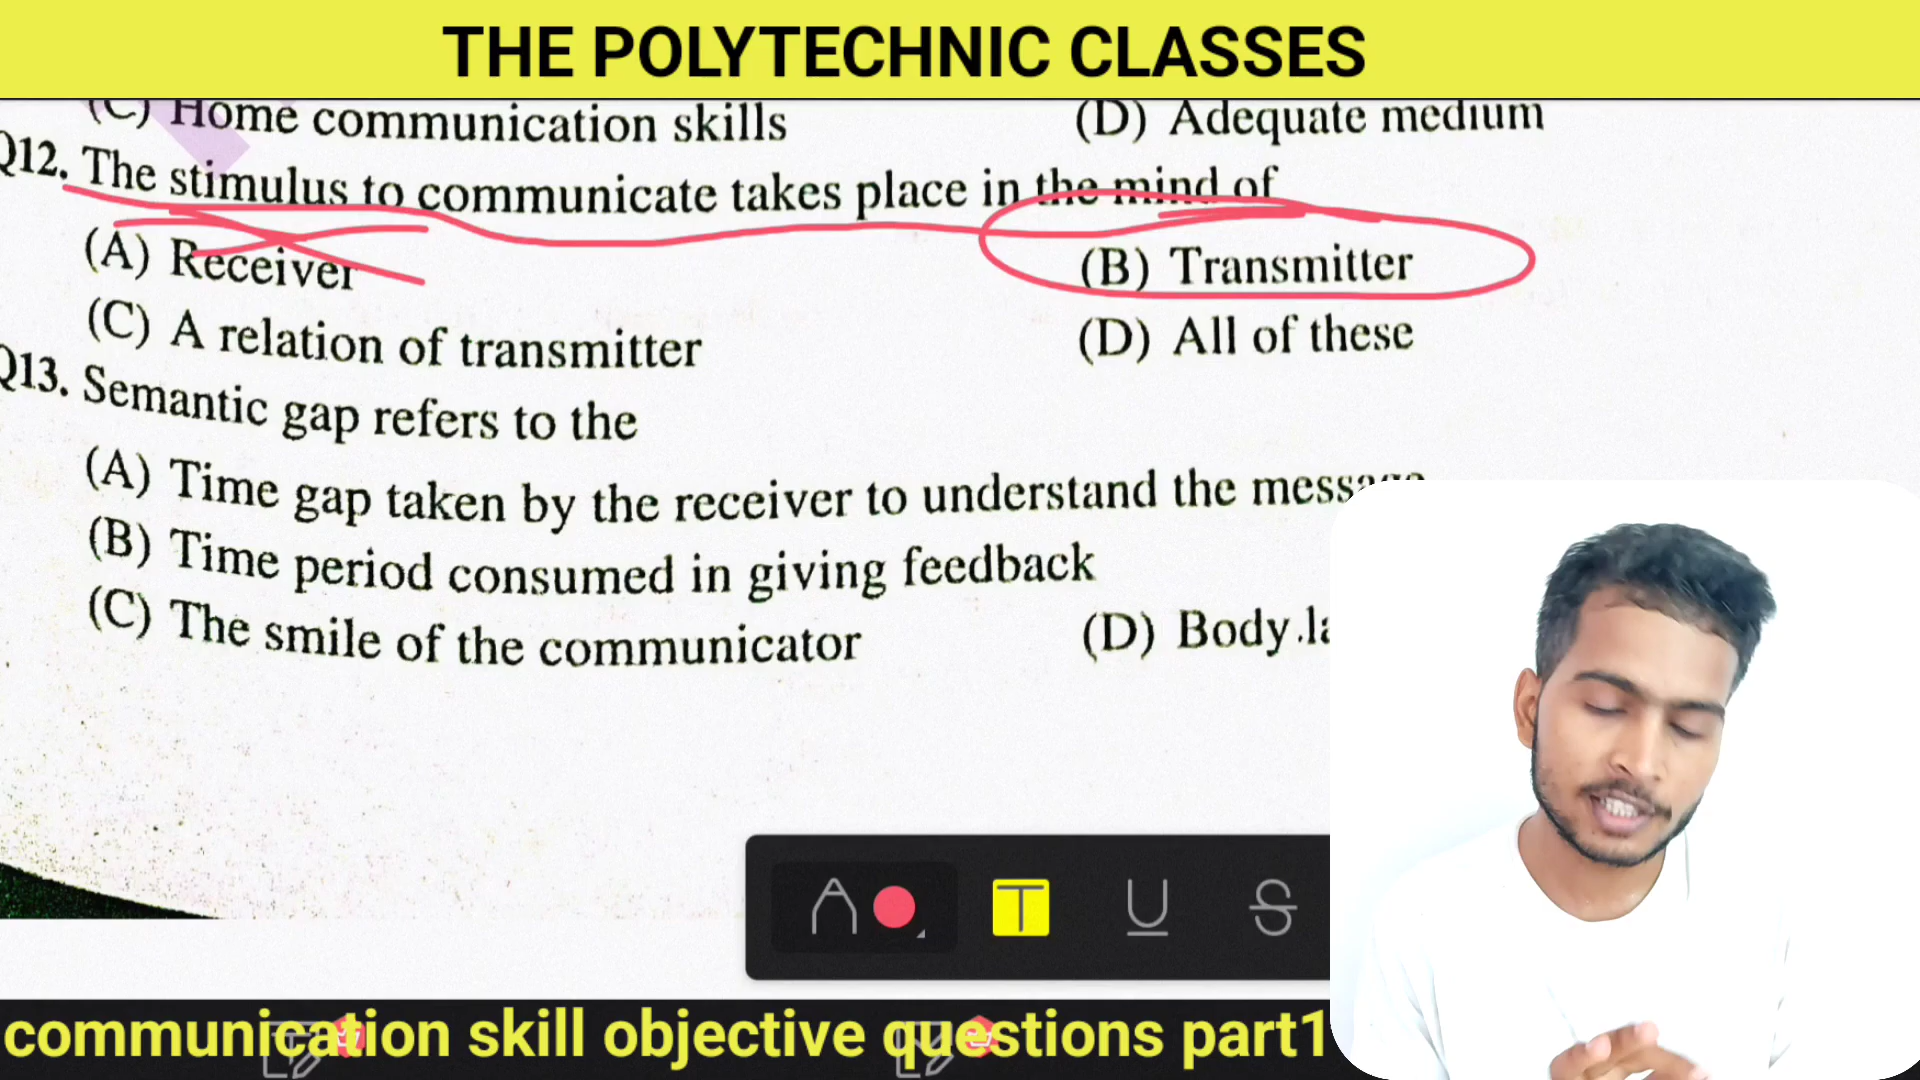 THE POLYTECHNIC CLASSES
(C) Home communication skills (D) Adequate medium
Q12. The stimulus to communicate takes place in the mind of
(A) Receiver (B) Transmitter
(C) A relation of transmitter (D) All of these
Q13. Semantic gap refers to the
(A) Time gap taken by the receiver to understand the message
(B) Time period consumed in giving feedback
(C) The smile of the communicator (D) Body
communication skill objective questions part1